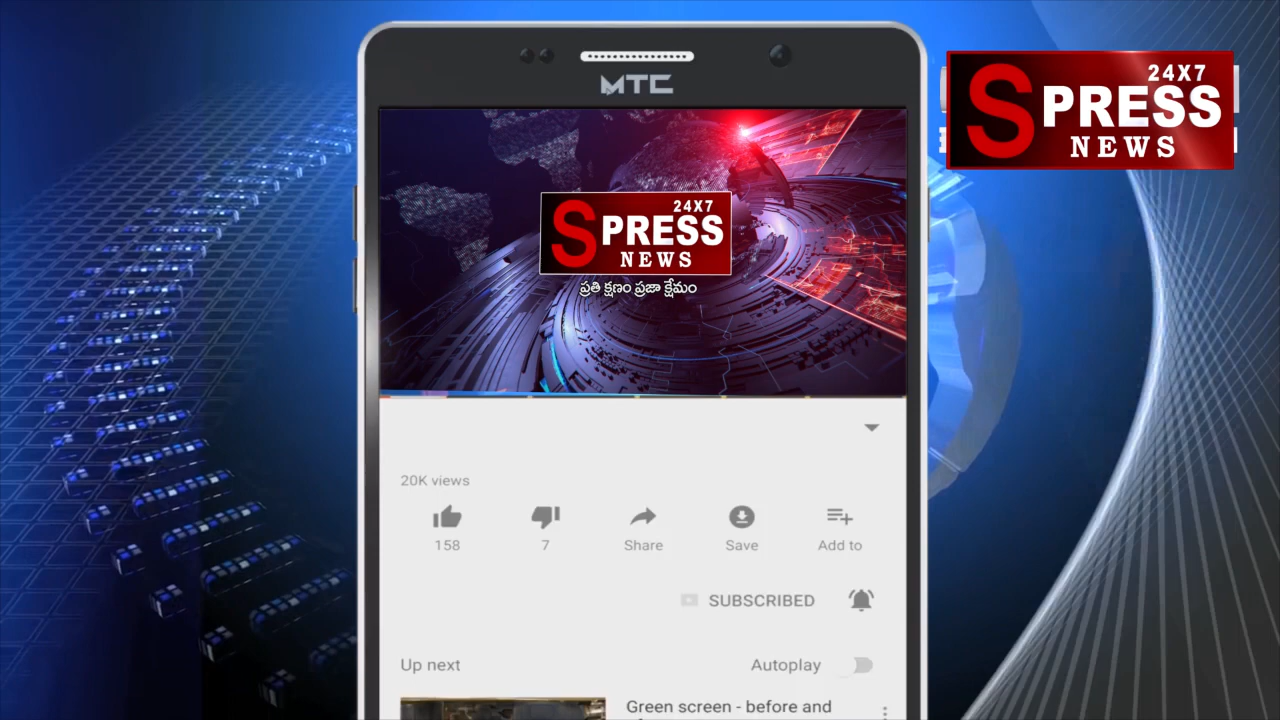 MTC
24X7
SPRESS
NEWS
24X7
SPRESS
NEWS
ప్రతి క్షణం ప్రజా క్షేమం
20K views
158
7
Share
Save
Add to
SUBSCRIBED
Up next
Autoplay
Green screen - before and